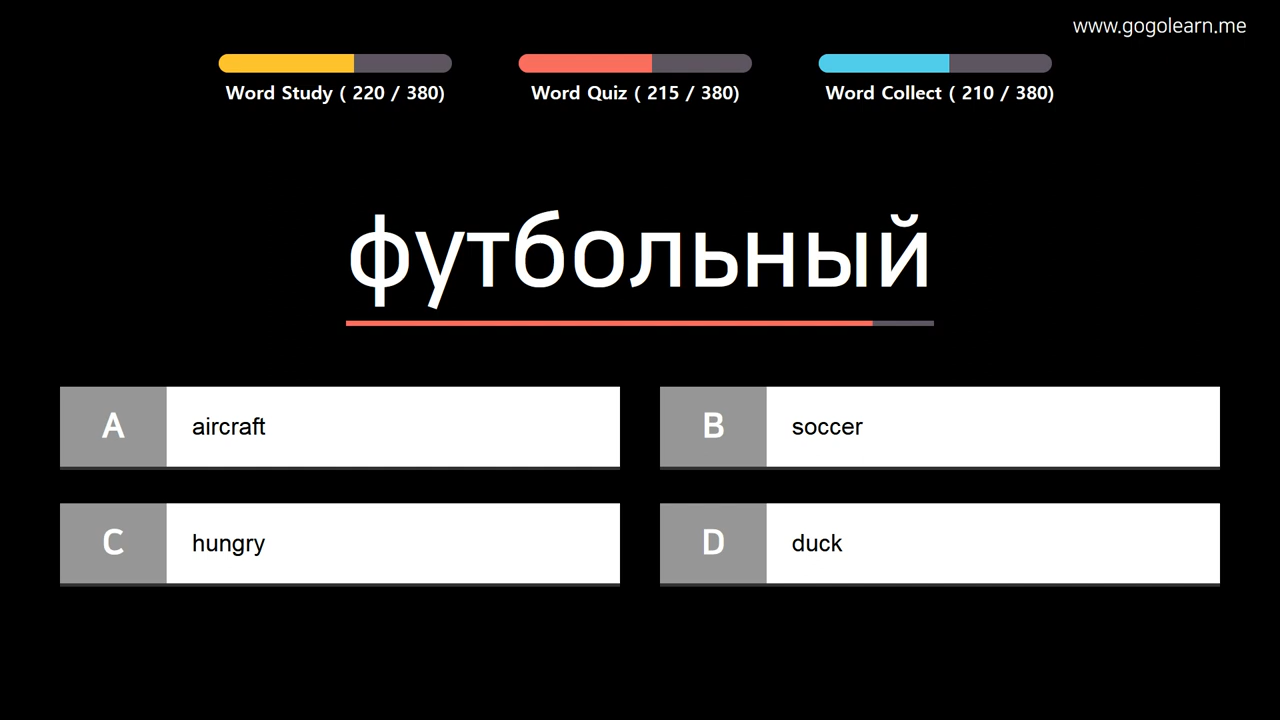 www.gogolearn.me
Word Study ( 220 / 380)
Word Quiz ( 215 / 380)
Word Collect ( 210 / 380)
футбольный
A aircraft
B soccer
C hungry
D duck